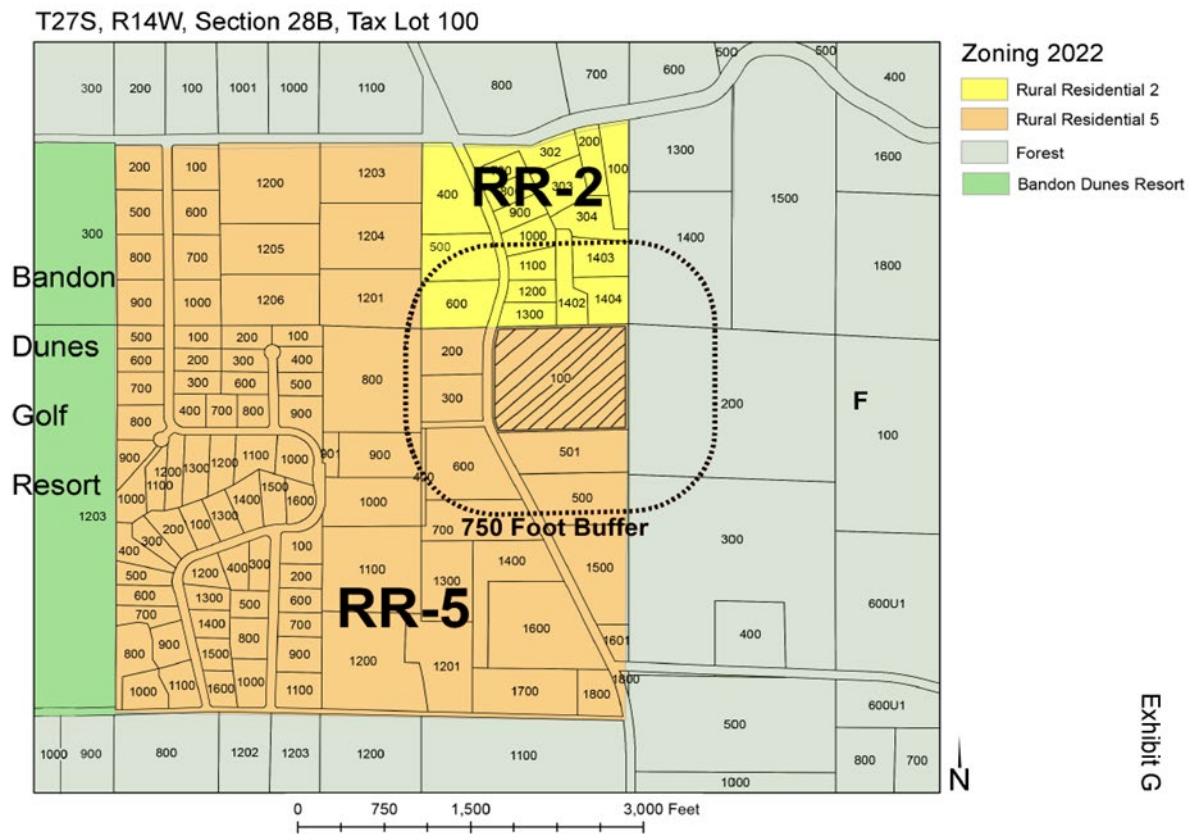 T27S, R14W, Section 28B, Tax Lot 100
Zoning 2022
Rural Residential 2
Rural Residential 5
Forest
Bandon Dunes Resort
300 200 100 1001 1000 1100 800 700 500 600 500 400
200 100 1200 1203 400 302 200 100 1300 1500 1600
RR-2
303 304
500 600 900
300 800 700 1205 1204 500 1000 1403 1400 1800
Bandon
900 1000 1206 1201 600 1100 1200 1300 1402 1404
Dunes
500 100 200 100
600 200 300 400 800 200 100
700 300 600 500 300 200 F 100
Golf
800 400 700 800 900
900 1200 1300 1200 1100 1000 900 600 501
Resort
1000 1100 1400 1500 1600 1000 500
1203
750 Foot Buffer
400 300 200 100 1300 700 300
500 1200 400 300 100 1100 1300 1400 1500
600 1300 500 200 600 600U1
700 1400 800 700
RR-5
1600 1601 400
800 900 1500 900 1200 1201
1000 1100 1600 1000 1100 1700 1800 1800
600U1
500
1000 900 800 1202 1203 1200 1100 800 700
N
0 750 1,500 3,000 Feet
Exhibit G